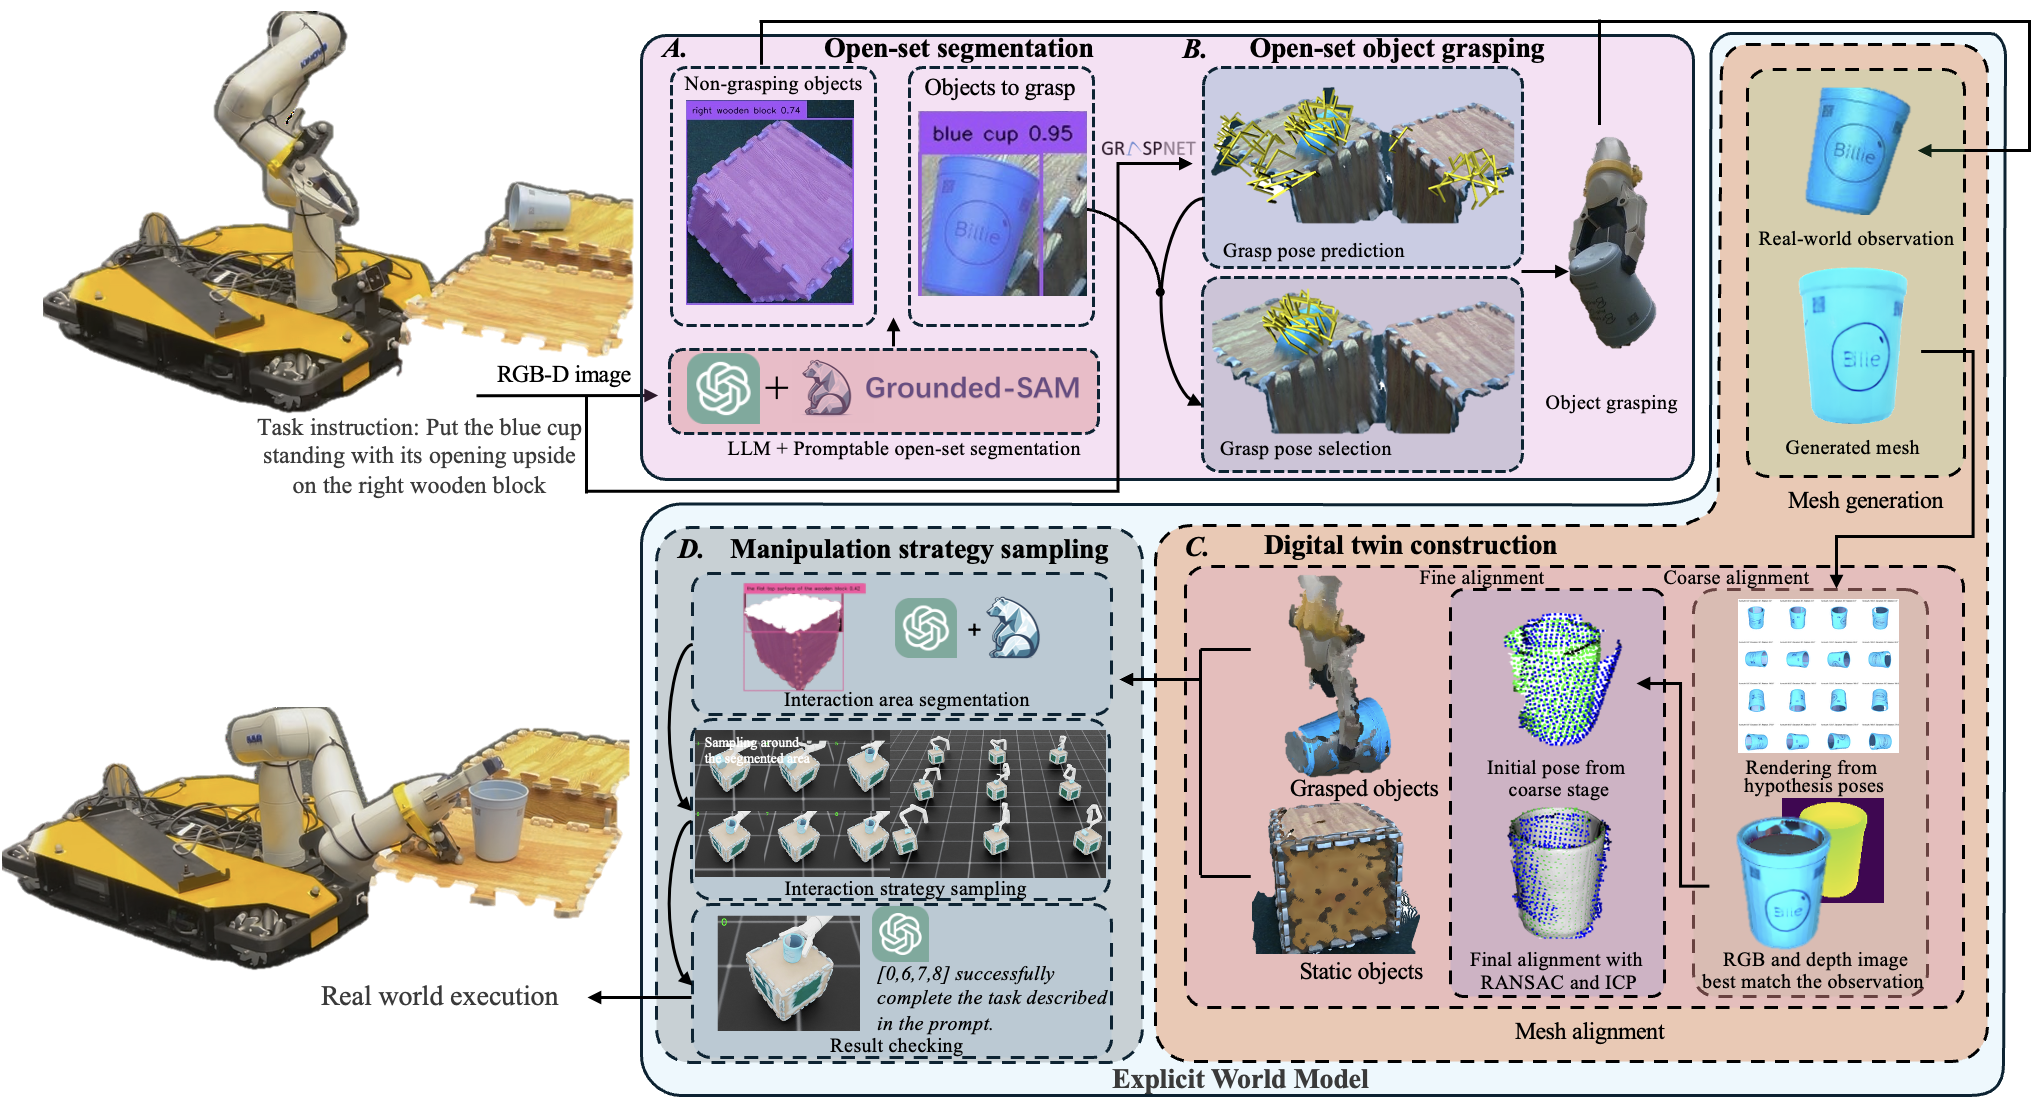 A. Open-set segmentation
B. Open-set object grasping
Non-grasping objects
right wooden block 0.74
Objects to grasp
blue cup 0.95
Billie
GRASPNET
Grasp pose prediction
Grasp pose selection
Object grasping
RGB-D image
+ Grounded-SAM
LLM + Promptable open-set segmentation
Task instruction: Put the blue cup
standing with its opening upside
on the right wooden block
Billie
Real-world observation
Billie
Generated mesh
Mesh generation
C. Digital twin construction
Fine alignment
Coarse alignment
Initial pose from
coarse stage
Rendering from
hypothesis poses
Final alignment with
RANSAC and ICP
RGB and depth image
best match the observation
Grasped objects
Static objects
Mesh alignment
D. Manipulation strategy sampling
the flat top surface of the wooden block 0.42
+
Interaction area segmentation
Sampling around
the segmented area
Interaction strategy sampling
0
[0,6,7,8] successfully
complete the task described
in the prompt.
Result checking
Real world execution
Explicit World Model